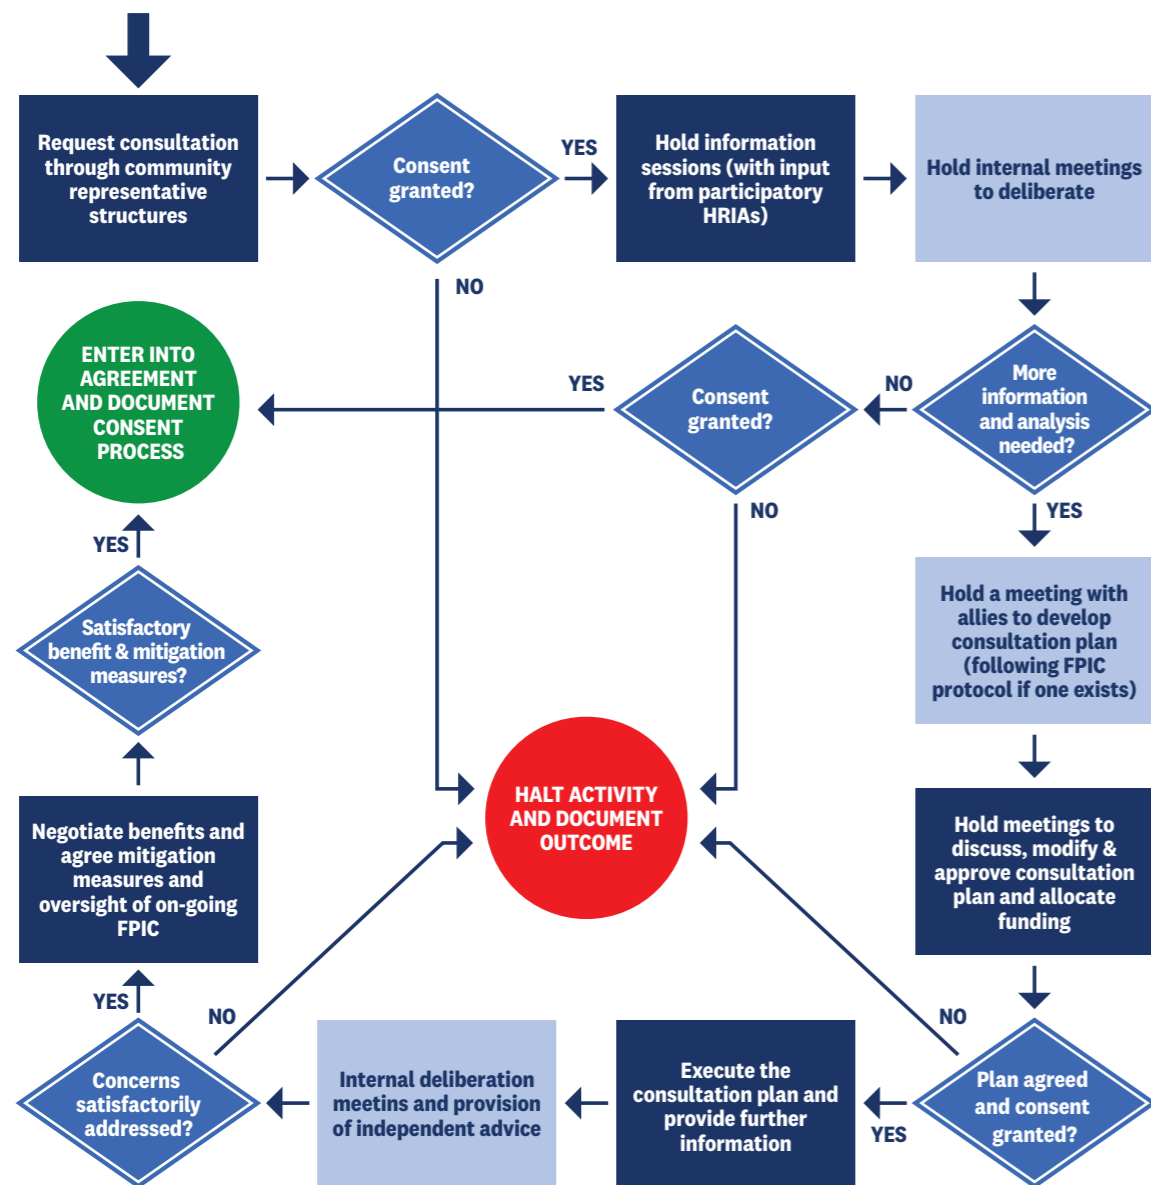 Request consultation
through community
representative
structures
Consent
granted?
YES
Hold information
sessions (with input
from participatory
HRIAs)
Hold internal meetings
to deliberate
NO
ENTER INTO
AGREEMENT
AND DOCUMENT
CONSENT
PROCESS
YES
Consent
granted?
NO
More
information
and analysis
needed?
NO
YES
YES
Satisfactory
benefit & mitigation
measures?
Hold a meeting with
allies to develop
consultation plan
(following FPIC
protocol if one exists)
HALT ACTIVITY
AND DOCUMENT
OUTCOME
Negotiate benefits and
agree mitigation
measures and
oversight of on-going
FPIC
Hold meetings to
discuss, modify &
approve consultation
plan and allocate
funding
YES
NO
NO
Concerns
satisfactorily
addressed?
Internal deliberation
meetins and provision
of independent advice
Execute the
consultation plan and
provide further
information
YES
Plan agreed
and consent
granted?